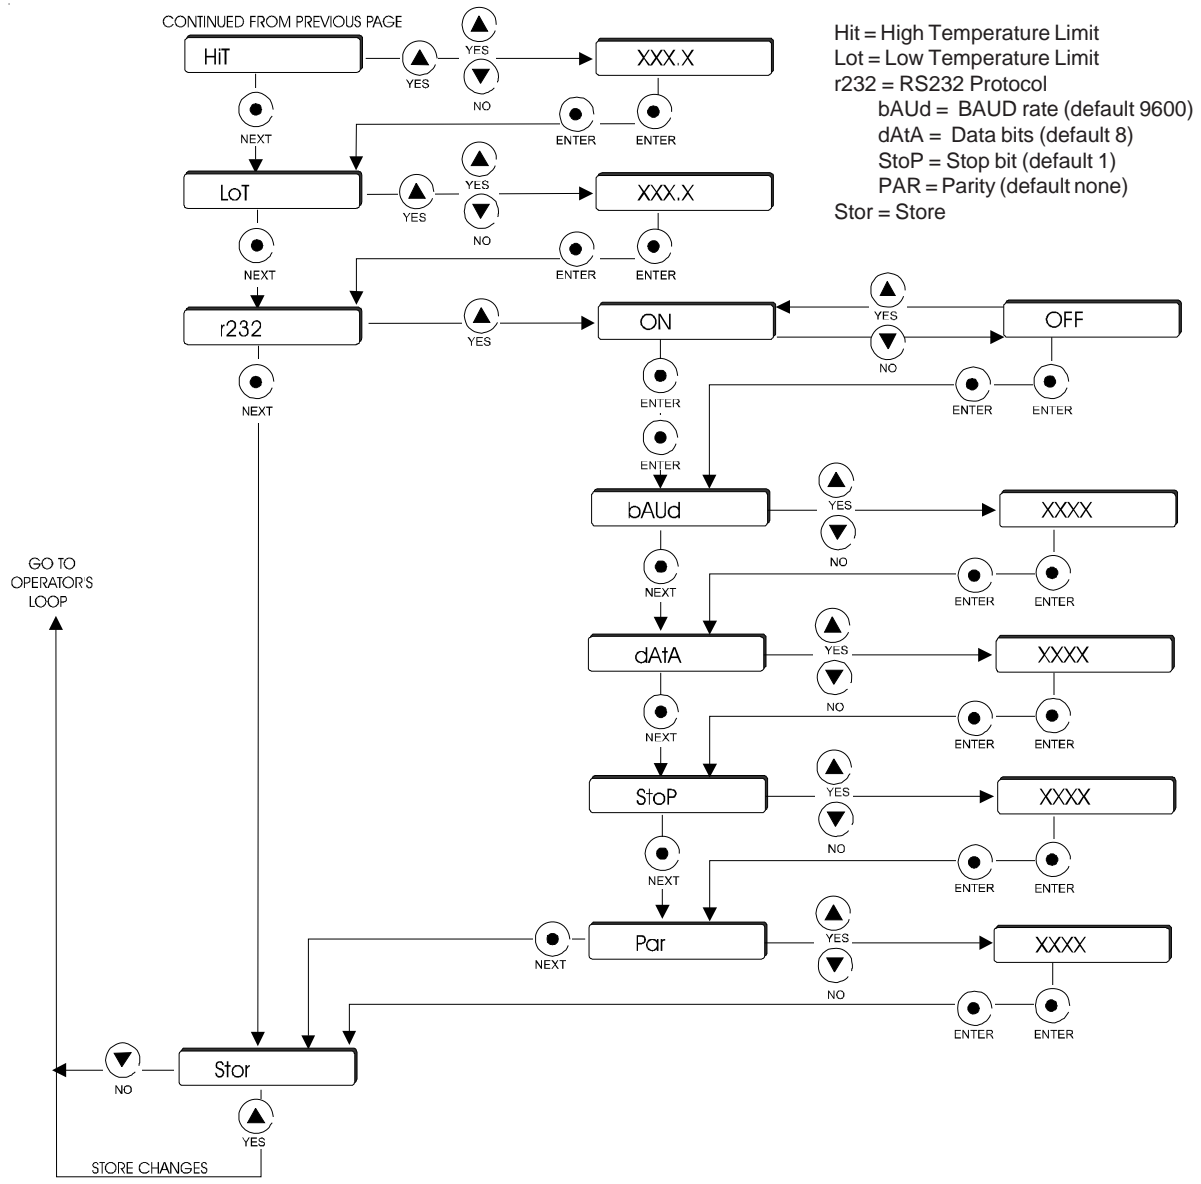 CONTINUED FROM PREVIOUS PAGE
Hit = High Temperature Limit
Lot = Low Temperature Limit
r232 = RS232 Protocol
bAUd = BAUD rate (default 9600)
dAtA = Data bits (default 8)
StoP = Stop bit (default 1)
PAR = Parity (default none)
Stor = Store
HiT
YES
YES
NO
XXX.X
NEXT
ENTER
ENTER
LoT
YES
YES
NO
XXX.X
NEXT
ENTER
ENTER
r232
YES
ON
YES
NO
OFF
NEXT
ENTER
ENTER
ENTER
ENTER
bAUd
YES
NO
XXXX
NEXT
ENTER
ENTER
GO TO
OPERATOR'S
LOOP
dAtA
YES
NO
XXXX
NEXT
ENTER
ENTER
StoP
YES
NO
XXXX
NEXT
ENTER
ENTER
NEXT
Par
YES
NO
XXXX
ENTER
ENTER
NO
Stor
YES
STORE CHANGES